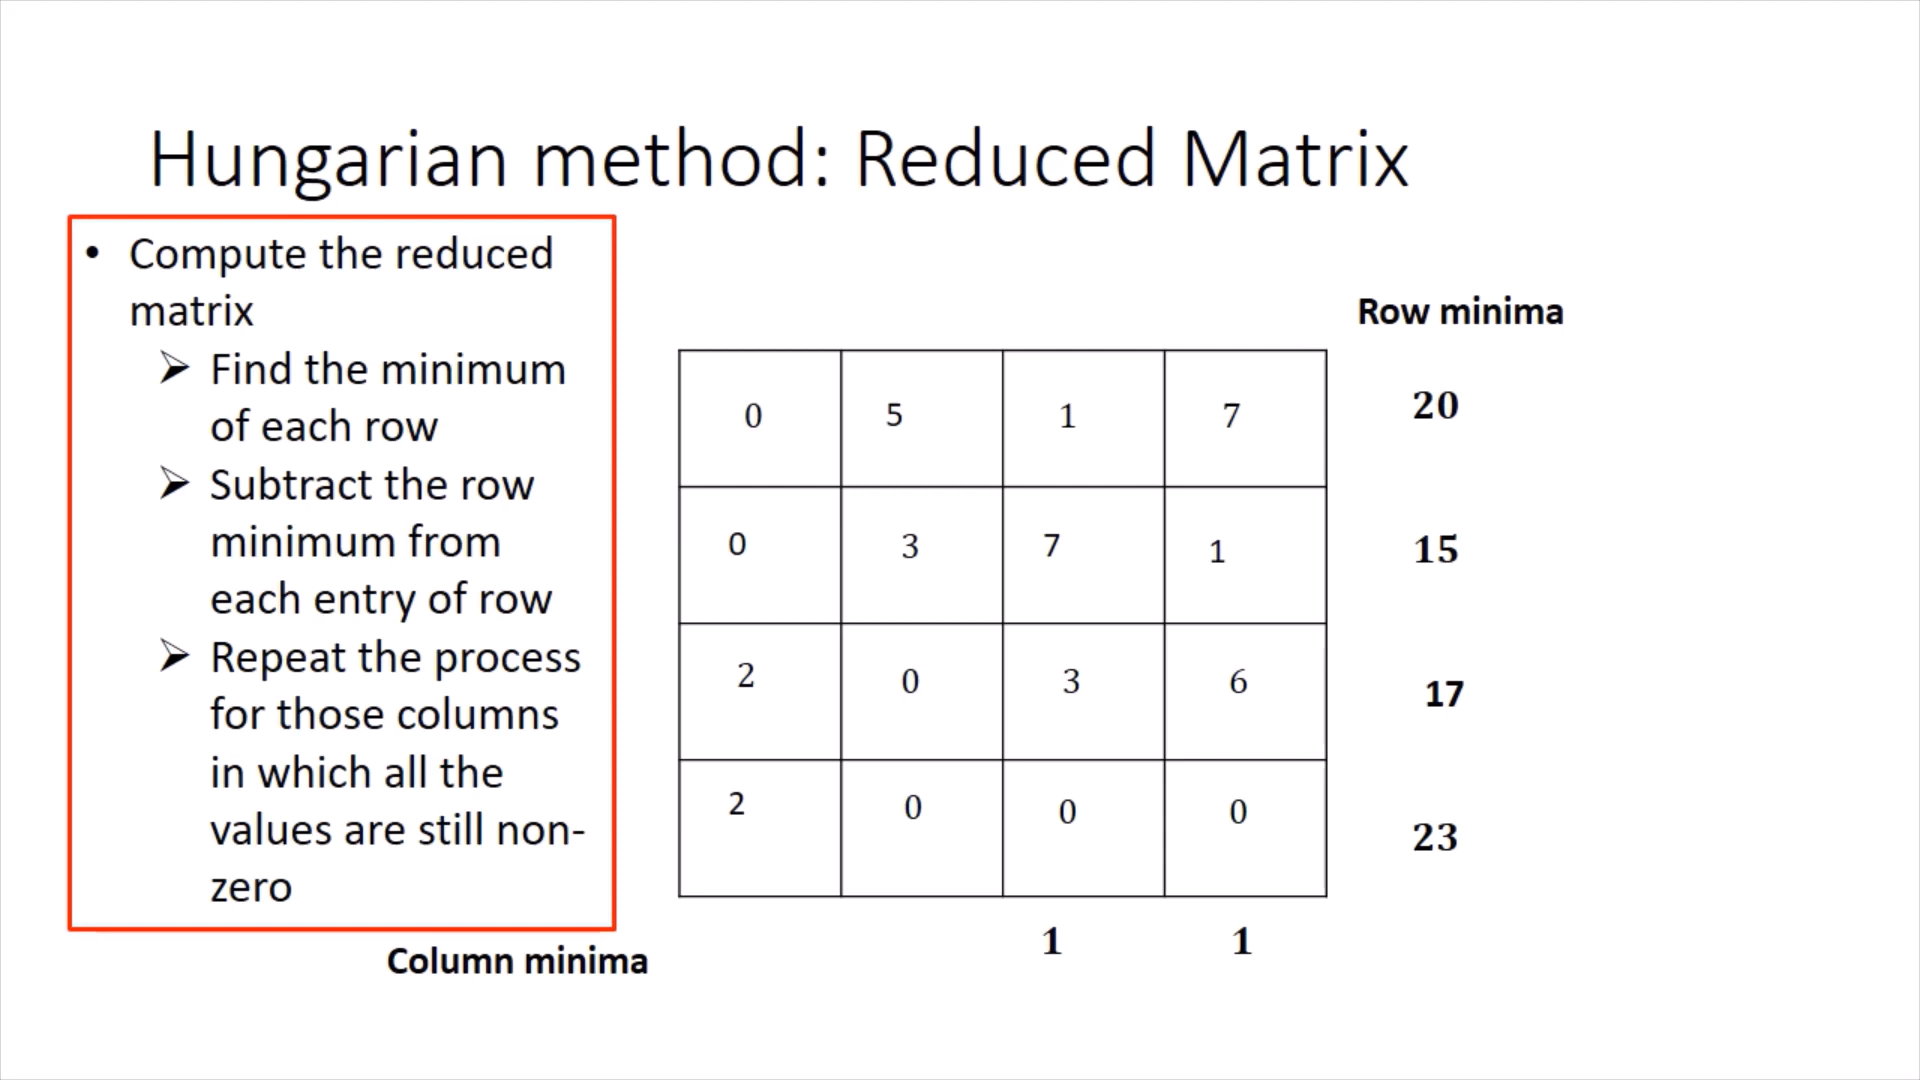 Hungarian method: Reduced Matrix
• Compute the reduced
matrix
➢ Find the minimum
of each row
➢ Subtract the row
minimum from
each entry of row
➢ Repeat the process
for those columns
in which all the
values are still non-
zero
Row minima
0 5 1 7 20
0 3 7 1 15
2 0 3 6 17
2 0 0 0 23
1 1
Column minima